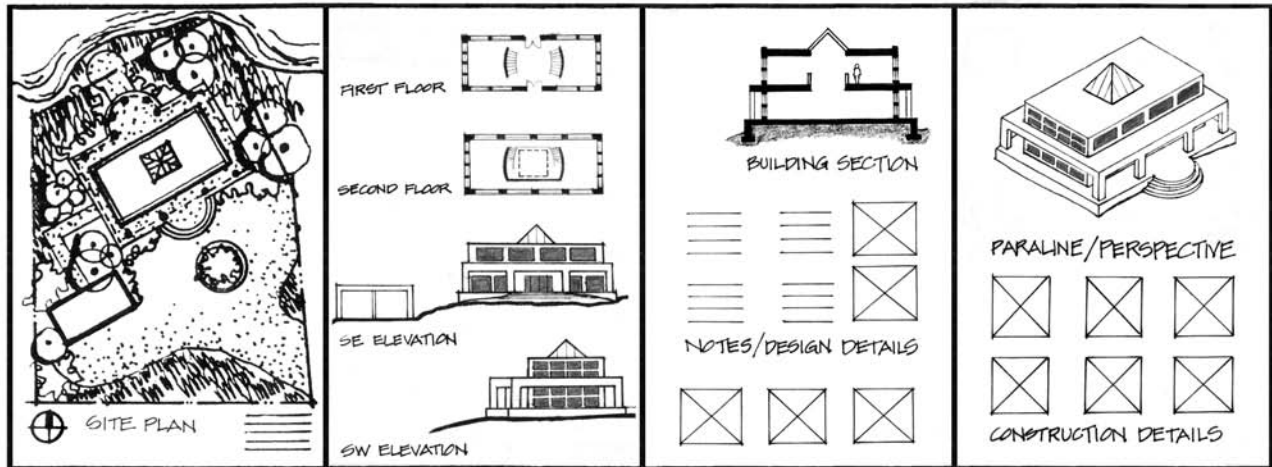 SITE PLAN
FIRST FLOOR
SECOND FLOOR
SE ELEVATION
SW ELEVATION
BUILDING SECTION
NOTES/DESIGN DETAILS
PARALINE/PERSPECTIVE
CONSTRUCTION DETAILS